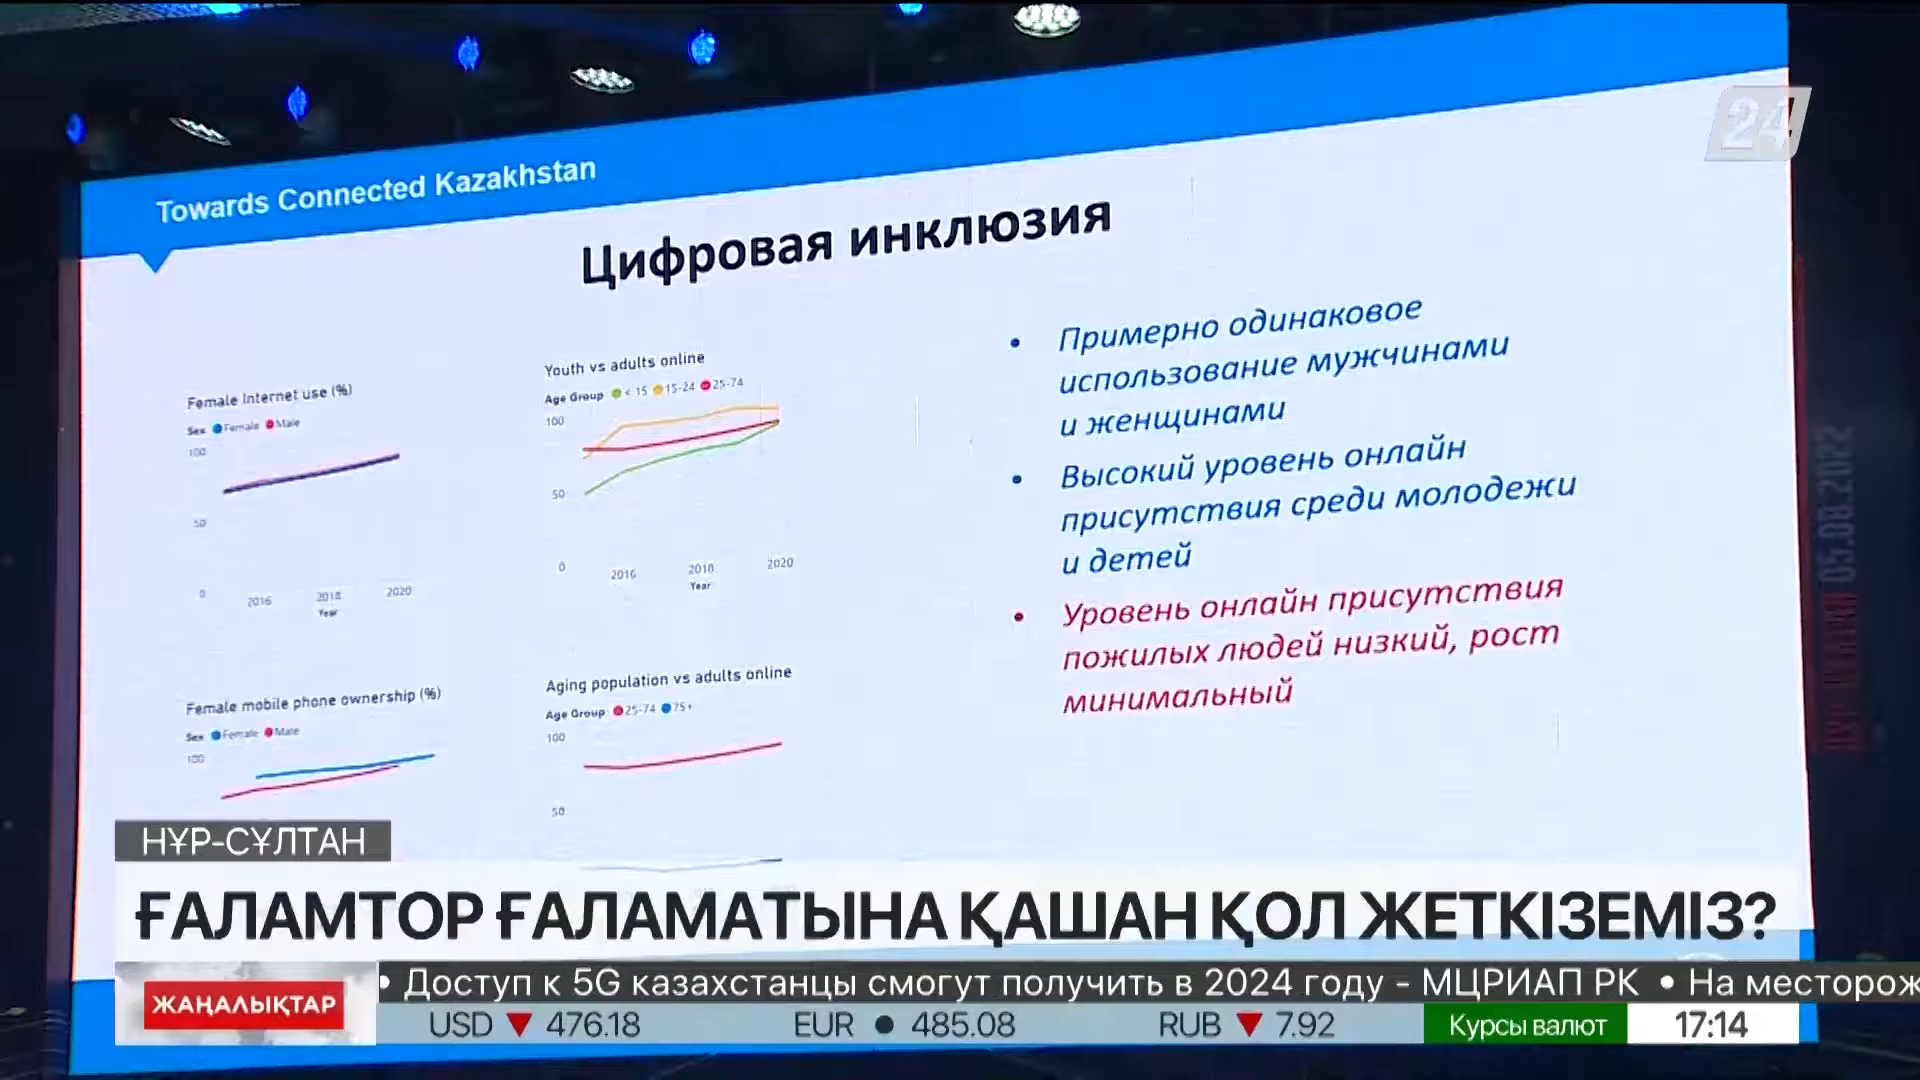 24
Towards Connected Kazakhstan
Цифровая инклюзия
Female Internet use (%)
Sex Female Male
100
50
0
2016 2018 2020
Year
Youth vs adults online
Age Group < 15 15-24 25-74
100
50
0
2016 2018 2020
Year
Female mobile phone ownership (%)
Sex Female Male
100
Aging population vs adults online
Age Group 25-74 75+
100
50
• Примерно одинаковое
использование мужчинами
и женщинами
• Высокий уровень онлайн
присутствия среди молодежи
и детей
• Уровень онлайн присутствия
пожилых людей низкий, рост
минимальный
05.08.2022
НҰР-СҰЛТАН
ҒАЛАМТОР ҒАЛАМАТЫНА ҚАШАН ҚОЛ ЖЕТКІЗЕМІЗ?
ЖАҢАЛЫҚТАР
• Доступ к 5G казахстанцы смогут получить в 2024 году - МЦРИАП РК • На месторож
USD ▼ 476.18 EUR ● 485.08 RUB ▼ 7.92 Курсы валют 17:14